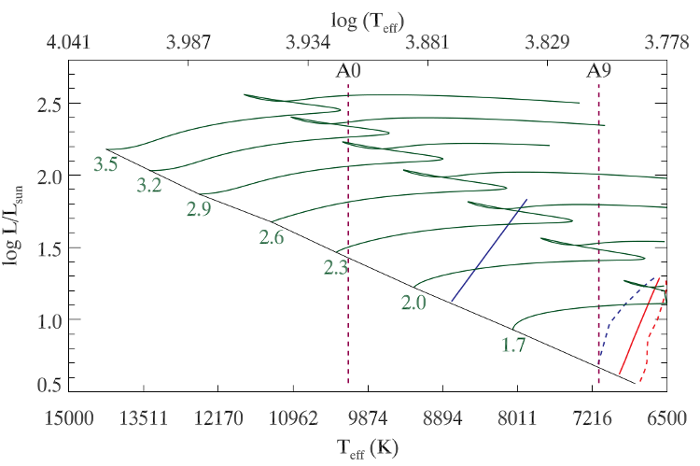 log (Teff)
4.041 3.987 3.934 3.881 3.829 3.778
A0 A9
2.5
2.0
1.5
1.0
0.5
log L/Lsun
3.5
3.2
2.9
2.6
2.3
2.0
1.7
15000 13511 12170 10962 9874 8894 8011 7216 6500
Teff (K)